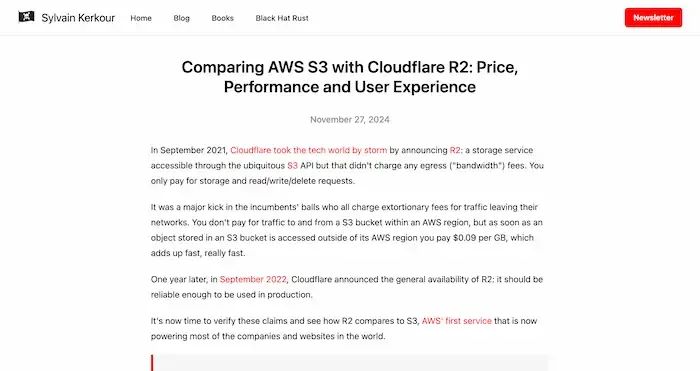 Sylvain Kerkour Home Blog Books Black Hat Rust Newsletter
Comparing AWS S3 with Cloudflare R2: Price,
Performance and User Experience
November 27, 2024
In September 2021, Cloudflare took the tech world by storm by announcing R2: a storage service
accessible through the ubiquitous S3 API but that didn't charge any egress ("bandwidth") fees. You
only pay for storage and read/write/delete requests.
It was a major kick in the incumbents' balls who all charge extortionary fees for traffic leaving their
networks. You don't pay for traffic to and from a S3 bucket within an AWS region, but as soon as an
object stored in an S3 bucket is accessed outside of its AWS region you pay $0.09 per GB, which
adds up fast, really fast.
One year later, in September 2022, Cloudflare announced the general availability of R2: it should be
reliable enough to be used in production.
It's now time to verify these claims and see how R2 compares to S3, AWS' first service that is now
powering most of the companies and websites in the world.